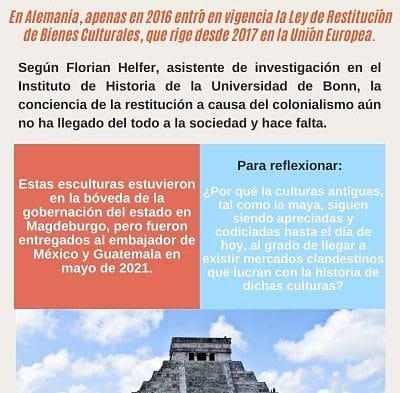 En Alemania, apenas en 2016 entró en vigencia la Ley de Restitución
de Bienes Culturales, que rige desde 2017 en la Unión Europea.
Según Florian Helfer, asistente de investigación en el
Instituto de Historia de la Universidad de Bonn, la
conciencia de la restitución a causa del colonialismo aún
no ha llegado del todo a la sociedad y hace falta.
Estas esculturas estuvieron
en la bóveda de la
gobernación del estado en
Magdeburgo, pero fueron
entregados al embajador de
México y Guatemala en
mayo de 2021.
Para reflexionar:
¿Por qué la culturas antiguas,
tal como la maya, siguen
siendo apreciadas y
codiciadas hasta el día de
hoy, al grado de llegar a
existir mercados clandestinos
que lucran con la historia de
dichas culturas?